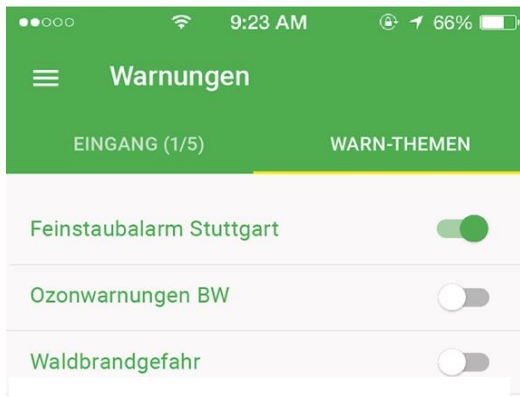 9:23 AM 66%
Warnungen
EINGANG (1/5) WARN-THEMEN
Feinstaubalarm Stuttgart
Ozonwarnungen BW
Waldbrandgefahr